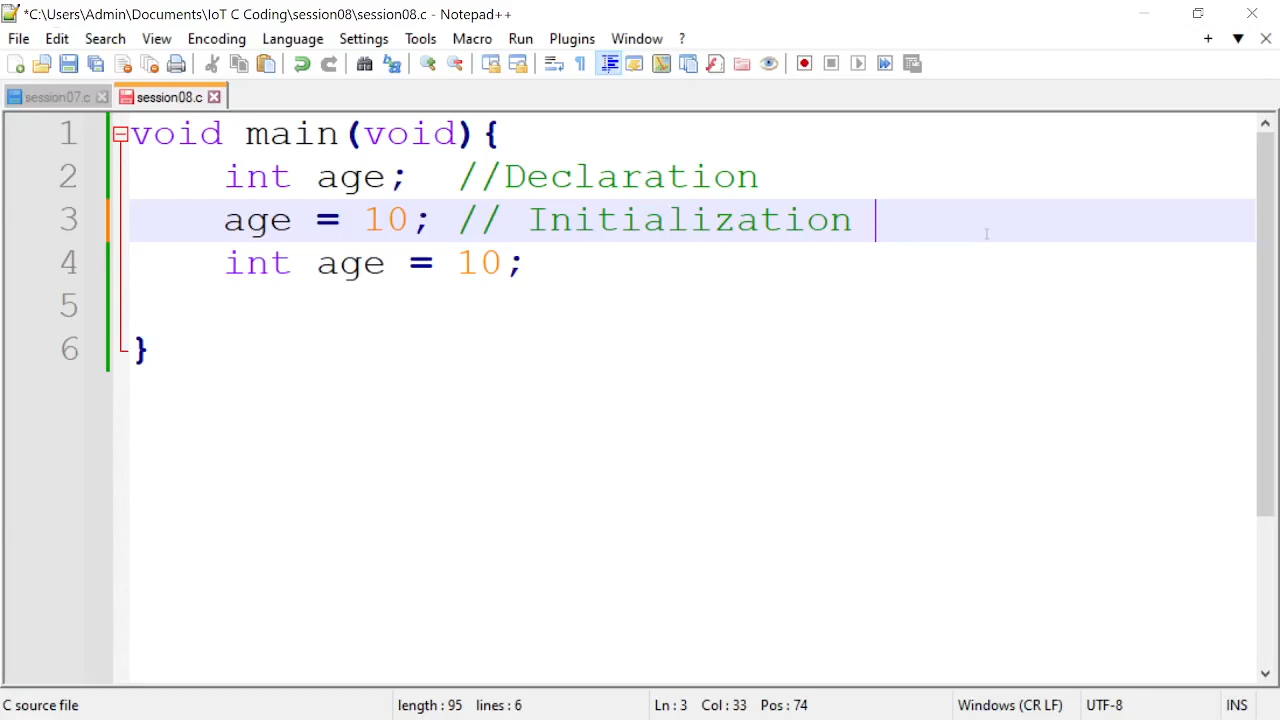 *C:\Users\Admin\Documents\IoT C Coding\session08\session08.c - Notepad++
File Edit Search View Encoding Language Settings Tools Macro Run Plugins Window ?
session07.c session08.c
1 void main(void){
2 int age; //Declaration
3 age = 10; // Initialization
4 int age = 10;
5
6 }
C source file length : 95 lines : 6 Ln : 3 Col : 33 Pos : 74 Windows (CR LF) UTF-8 INS